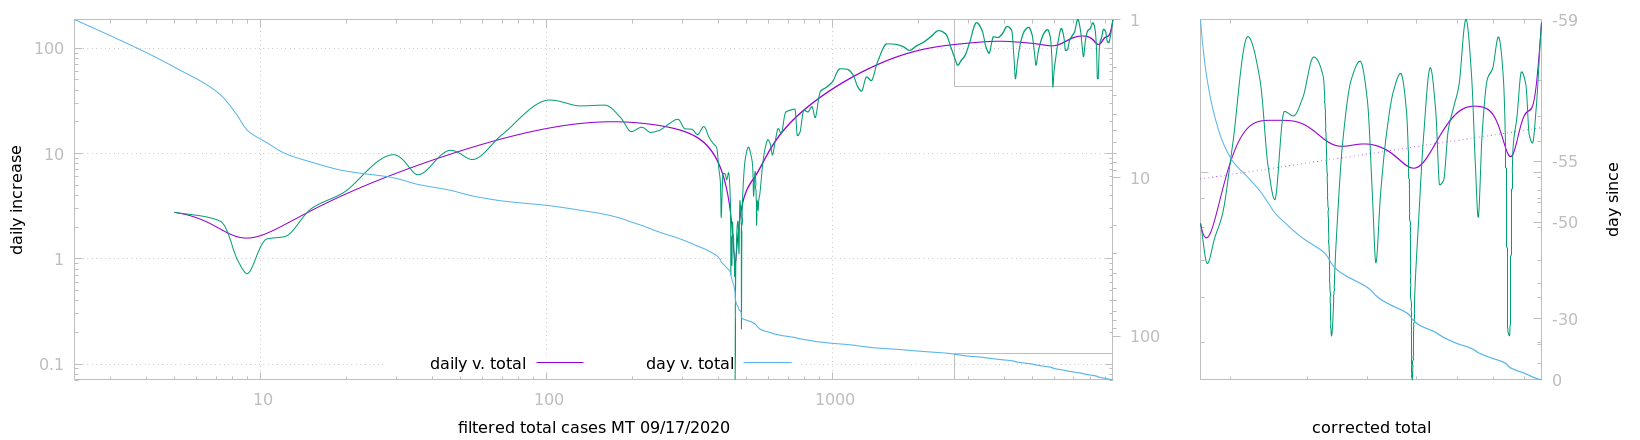 100
10
1
0.1
daily increase
10
100
1000
filtered total cases MT 09/17/2020
daily v. total
day v. total
1
10
100
-59
-55
-50
-30
0
day since
corrected total